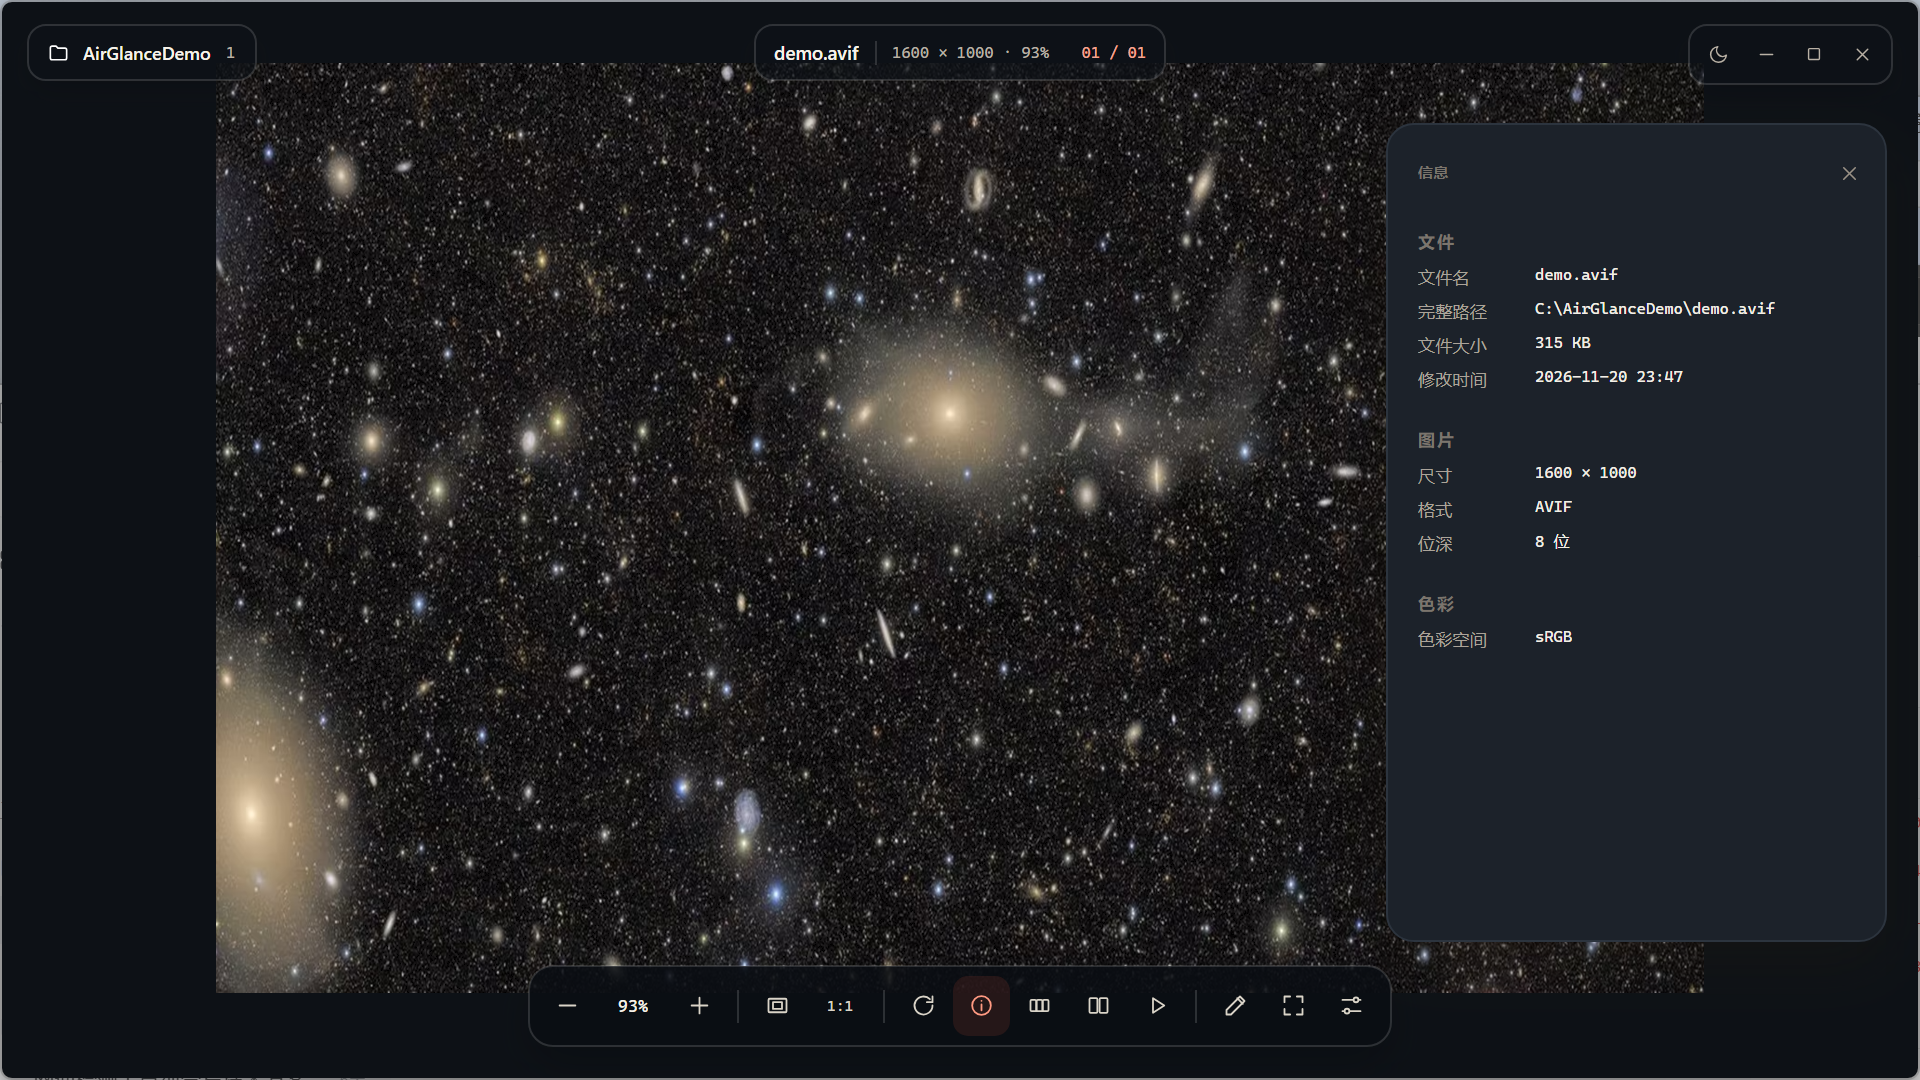 AirGlanceDemo 1
demo.avif 1600 × 1000 · 93% 01 / 01
信息
文件
文件名 demo.avif
完整路径 C:\AirGlanceDemo\demo.avif
文件大小 315 KB
修改时间 2026-11-20 23:47
图片
尺寸 1600 × 1000
格式 AVIF
位深 8 位
色彩
色彩空间 sRGB
93% 1:1